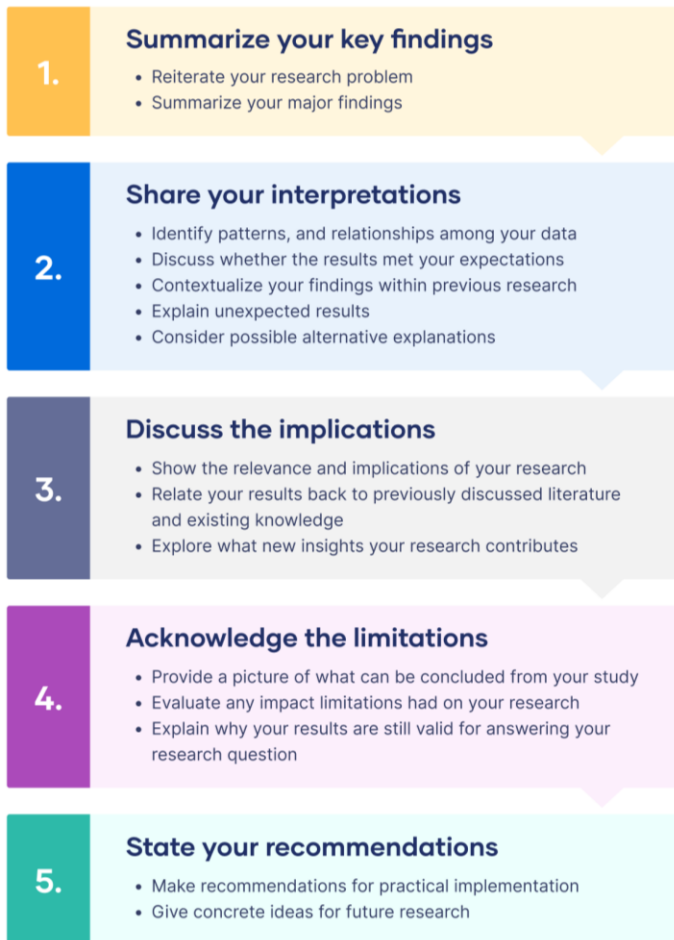 1.
Summarize your key findings
• Reiterate your research problem
• Summarize your major findings
2.
Share your interpretations
• Identify patterns, and relationships among your data
• Discuss whether the results met your expectations
• Contextualize your findings within previous research
• Explain unexpected results
• Consider possible alternative explanations
3.
Discuss the implications
• Show the relevance and implications of your research
• Relate your results back to previously discussed literature
and existing knowledge
• Explore what new insights your research contributes
4.
Acknowledge the limitations
• Provide a picture of what can be concluded from your study
• Evaluate any impact limitations had on your research
• Explain why your results are still valid for answering your
research question
5.
State your recommendations
• Make recommendations for practical implementation
• Give concrete ideas for future research